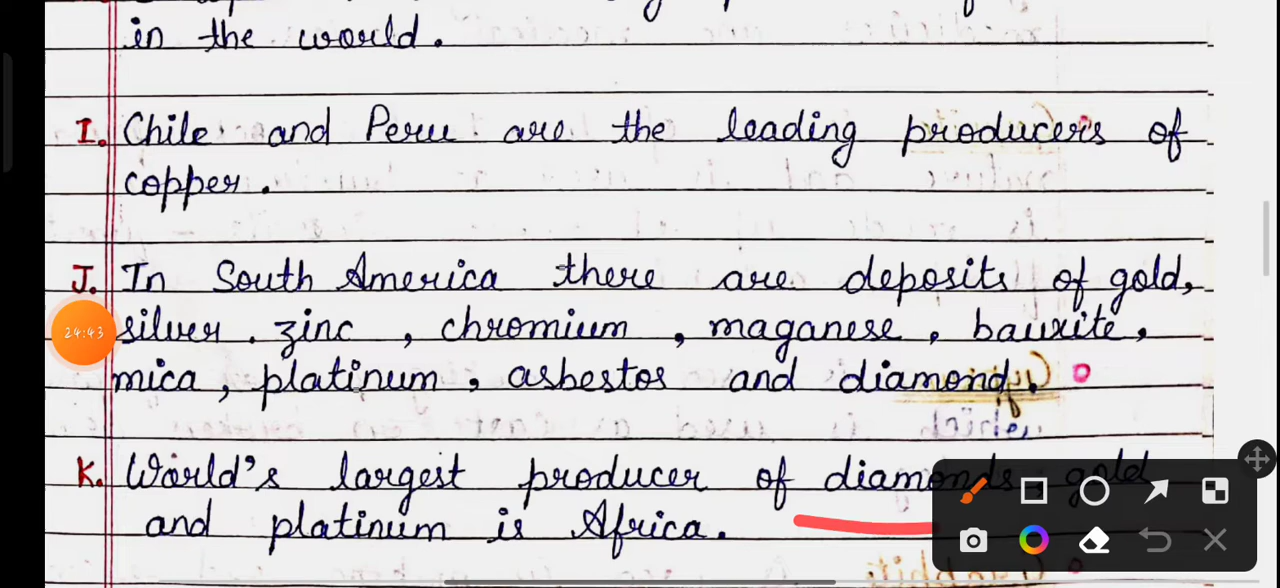 in the world.
I. Chile and Peru are the leading producers of
copper.
J. In South America there are deposits of gold,
silver. zinc, chromium, maganese, bauxite,
mica, platinum, asbestos and diamond.
24:43
K. World's largest producer of diamonds gold
and platinum is Africa.